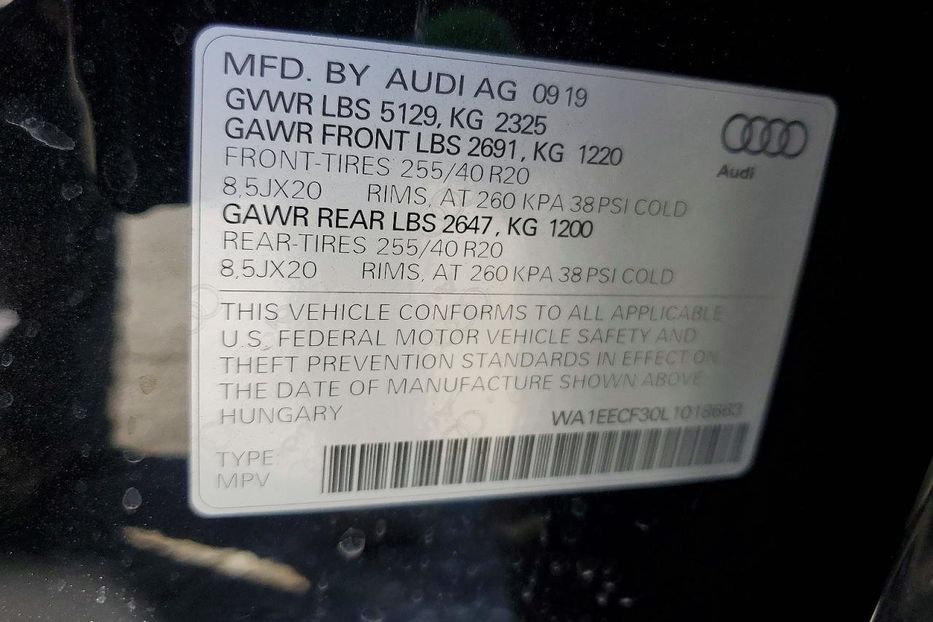 MFD. BY AUDI AG 09 19
GVWR LBS 5129, KG 2325
GAWR FRONT LBS 2691, KG 1220
FRONT-TIRES 255/40 R20
8,5JX20 RIMS, AT 260 KPA 38 PSI COLD
GAWR REAR LBS 2647, KG 1200
REAR-TIRES 255/40 R20
8,5JX20 RIMS, AT 260 KPA 38 PSI COLD
Audi
THIS VEHICLE CONFORMS TO ALL APPLICABLE
U.S. FEDERAL MOTOR VEHICLE SAFETY AND
THEFT PREVENTION STANDARDS IN EFFECT ON
THE DATE OF MANUFACTURE SHOWN ABOVE
HUNGARY WA1EECF30L1018683
TYPE:
MPV